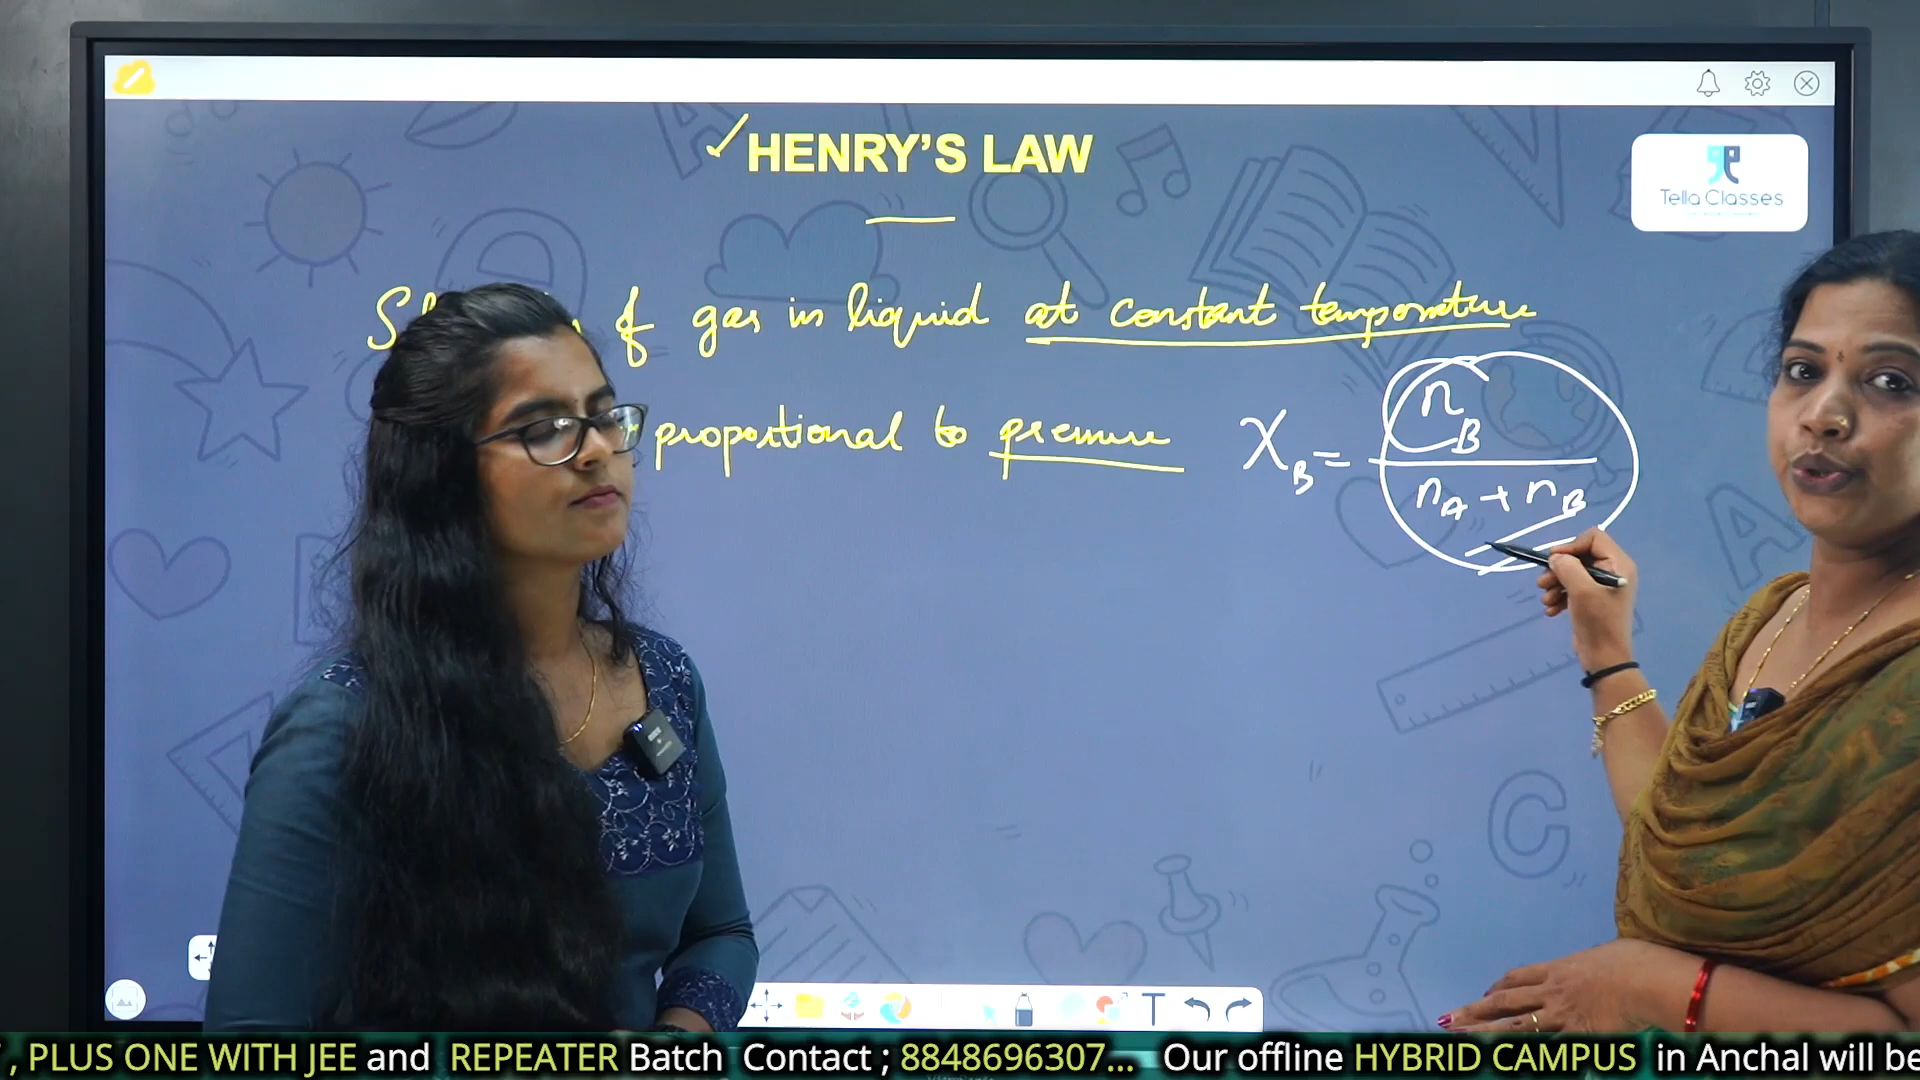 ✓HENRY'S LAW
Tella Classes
of gas in liquid at constant temperature
proportional to pressure
X_B = n_B / n_A + n_B
T
, PLUS ONE WITH JEE and REPEATER Batch Contact ; 8848696307... Our offline HYBRID CAMPUS in Anchal will be